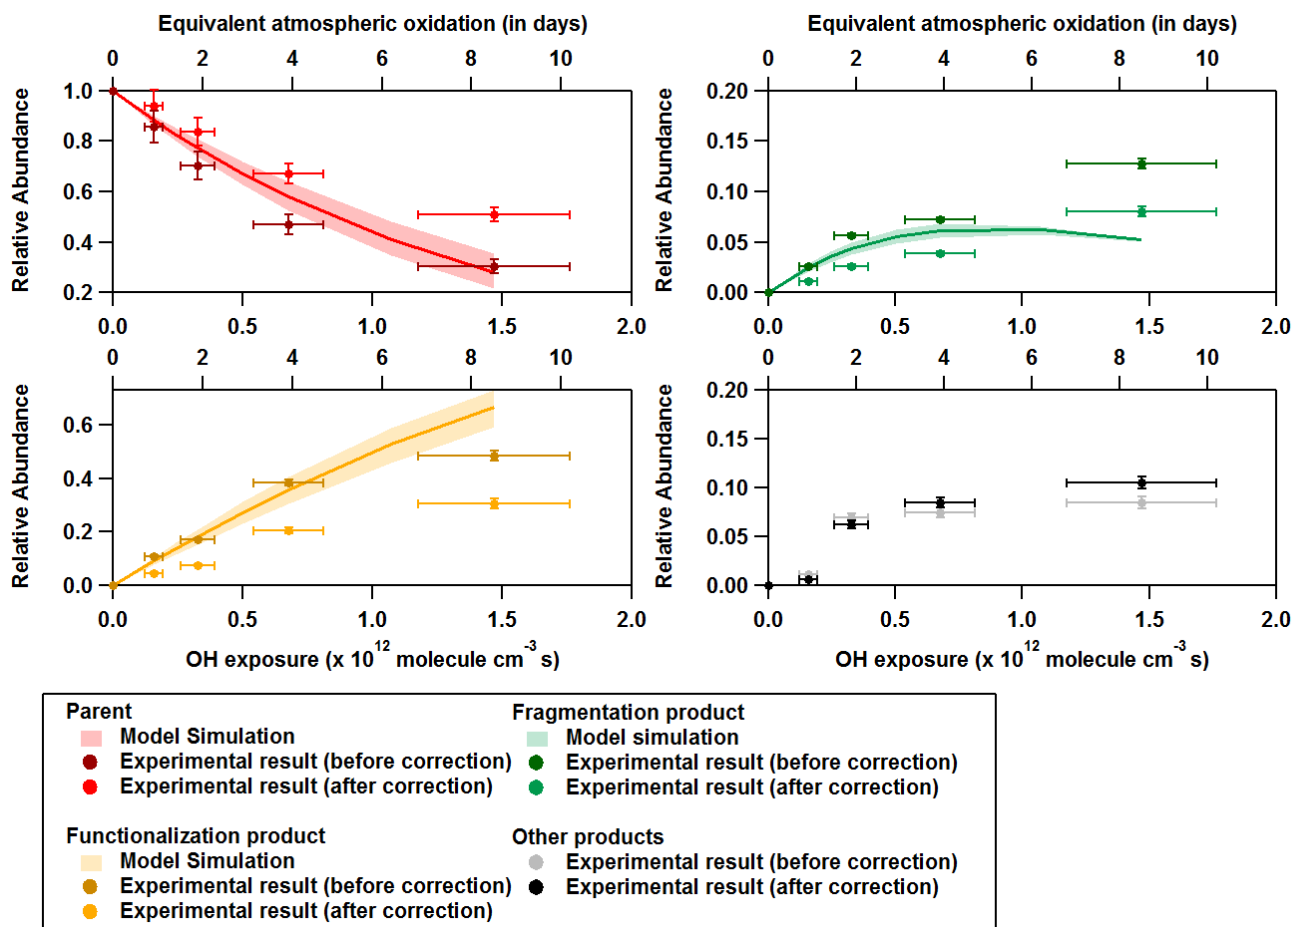 Equivalent atmospheric oxidation (in days)
0 2 4 6 8 10
Relative Abundance
1.0
0.8
0.6
0.4
0.2
0.0 0.5 1.0 1.5 2.0
Equivalent atmospheric oxidation (in days)
0 2 4 6 8 10
Relative Abundance
0.20
0.15
0.10
0.05
0.00
0.0 0.5 1.0 1.5 2.0
0 2 4 6 8 10
Relative Abundance
0.6
0.4
0.2
0.0
0.0 0.5 1.0 1.5 2.0
OH exposure (x 10¹² molecule cm⁻³ s)
0 2 4 6 8 10
Relative Abundance
0.20
0.15
0.10
0.05
0.00
0.0 0.5 1.0 1.5 2.0
OH exposure (x 10¹² molecule cm⁻³ s)
Parent
Model Simulation
Experimental result (before correction)
Experimental result (after correction)
Functionalization product
Model Simulation
Experimental result (before correction)
Experimental result (after correction)
Fragmentation product
Model simulation
Experimental result (before correction)
Experimental result (after correction)
Other products
Experimental result (before correction)
Experimental result (after correction)